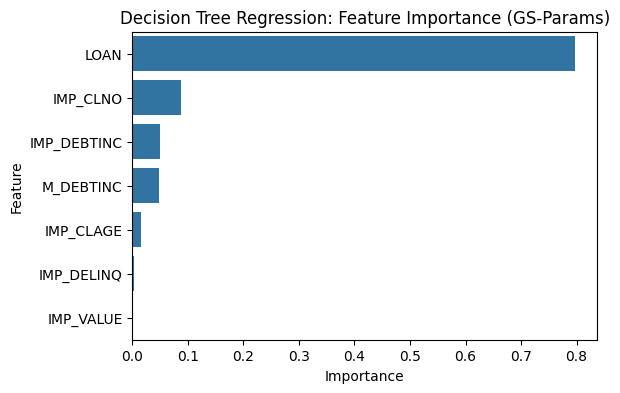 Decision Tree Regression: Feature Importance (GS-Params)
LOAN
IMP_CLNO
IMP_DEBTINC
M_DEBTINC
IMP_CLAGE
IMP_DELINQ
IMP_VALUE
Feature
0.0 0.1 0.2 0.3 0.4 0.5 0.6 0.7 0.8
Importance